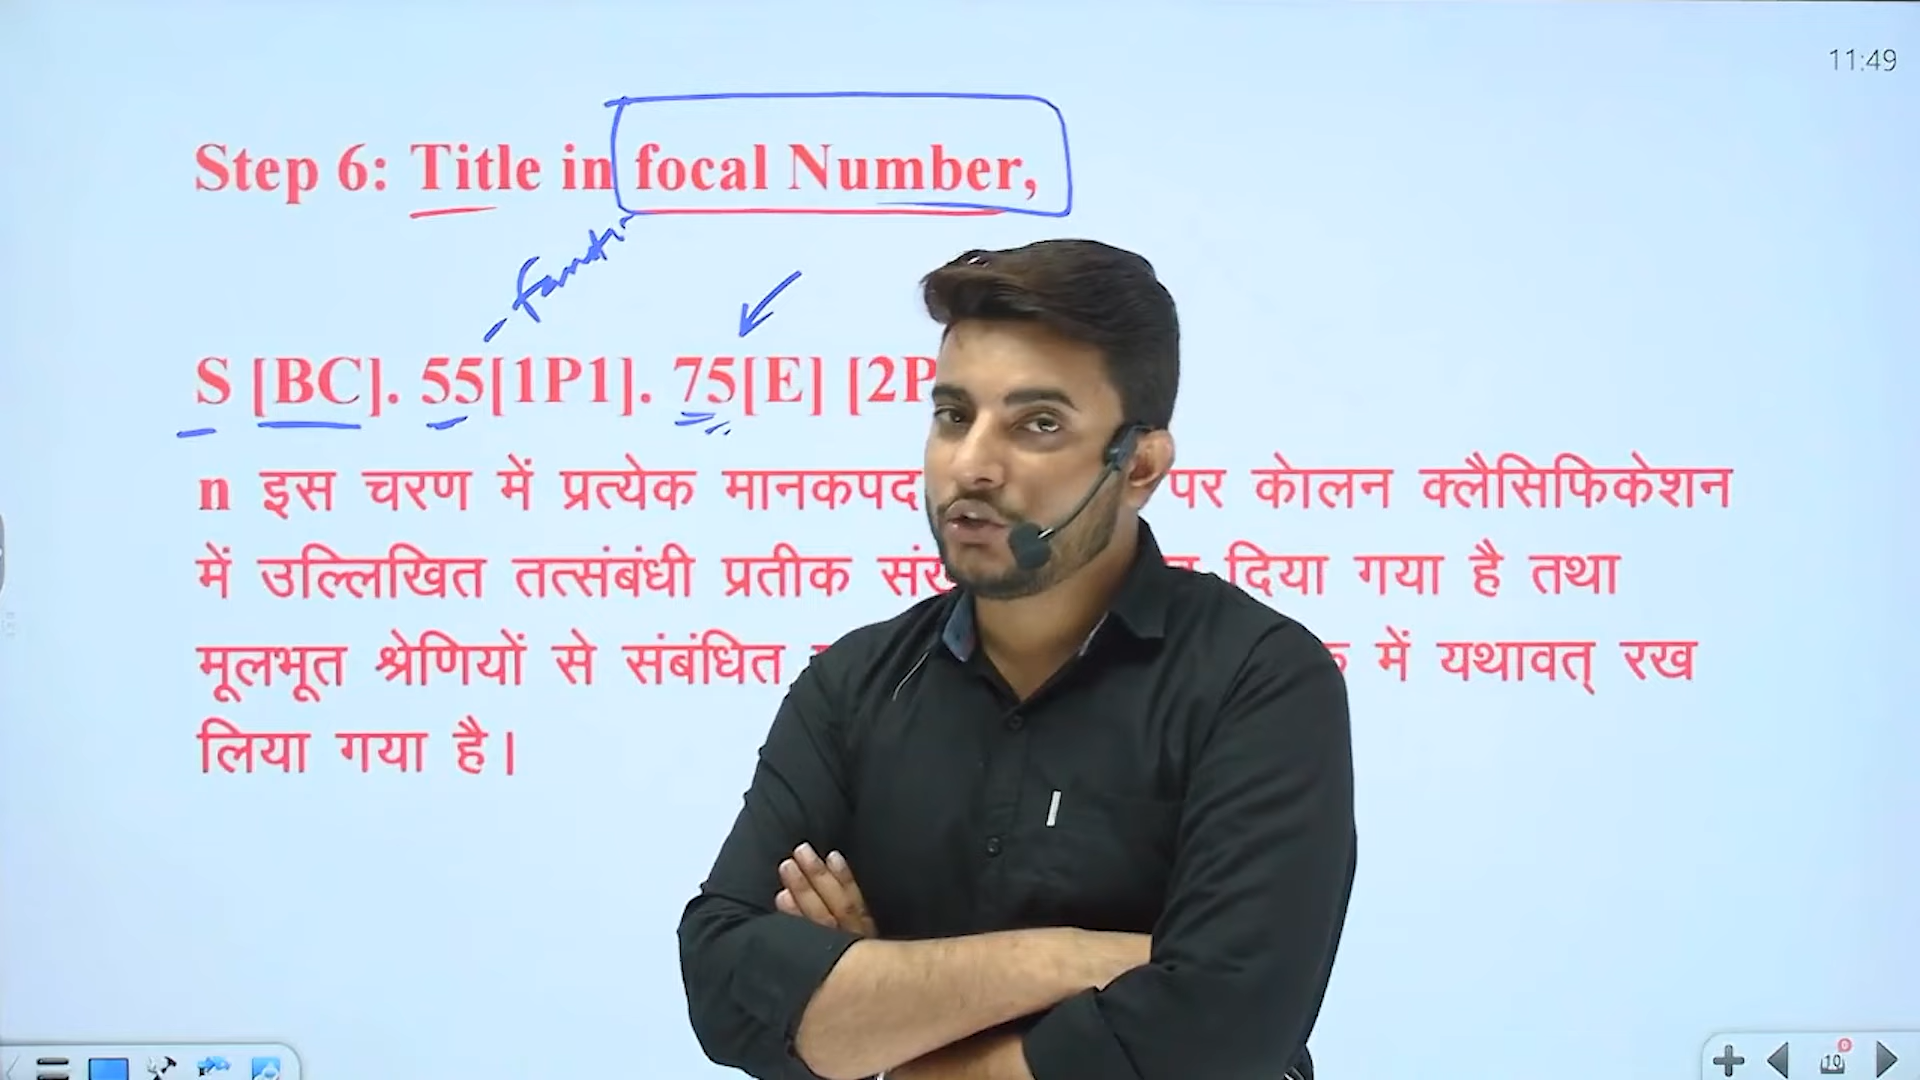 11:49
Step 6: Title in focal Number,
S [BC]. 55[1P1]. 75[E] [2P
n इस चरण में प्रत्येक मानकपद पर कोलन क्लैसिफिकेशन
में उल्लिखित तत्संबंधी प्रतीक दिया गया है तथा
मूलभूत श्रेणियों से संबंधित में यथावत् रख
लिया गया है।
10